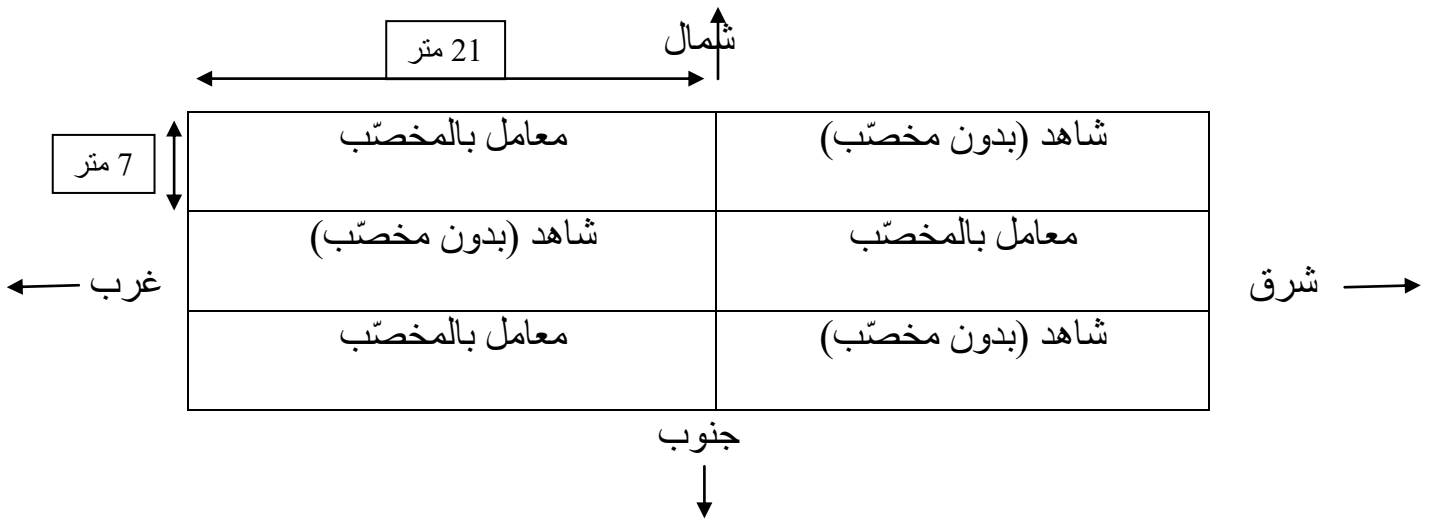 شمال
21 متر
شاهد (بدون مخصّب)
معامل بالمخصّب
7 متر
معامل بالمخصّب
شاهد (بدون مخصّب)
شرق
غرب
شاهد (بدون مخصّب)
معامل بالمخصّب
جنوب